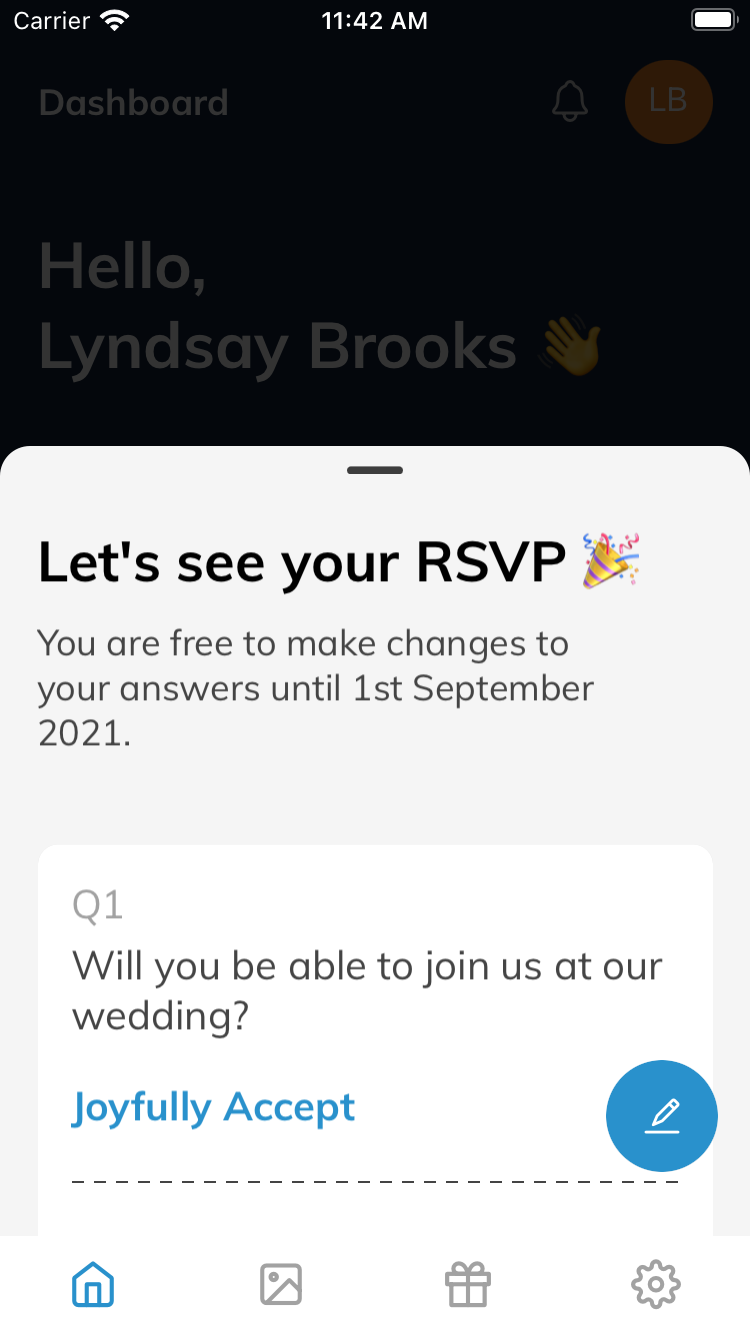 Carrier 11:42 AM
Dashboard LB
Hello,
Lyndsay Brooks 👋
Let's see your RSVP 🎉
You are free to make changes to
your answers until 1st September
2021.
Q1
Will you be able to join us at our
wedding?
Joyfully Accept